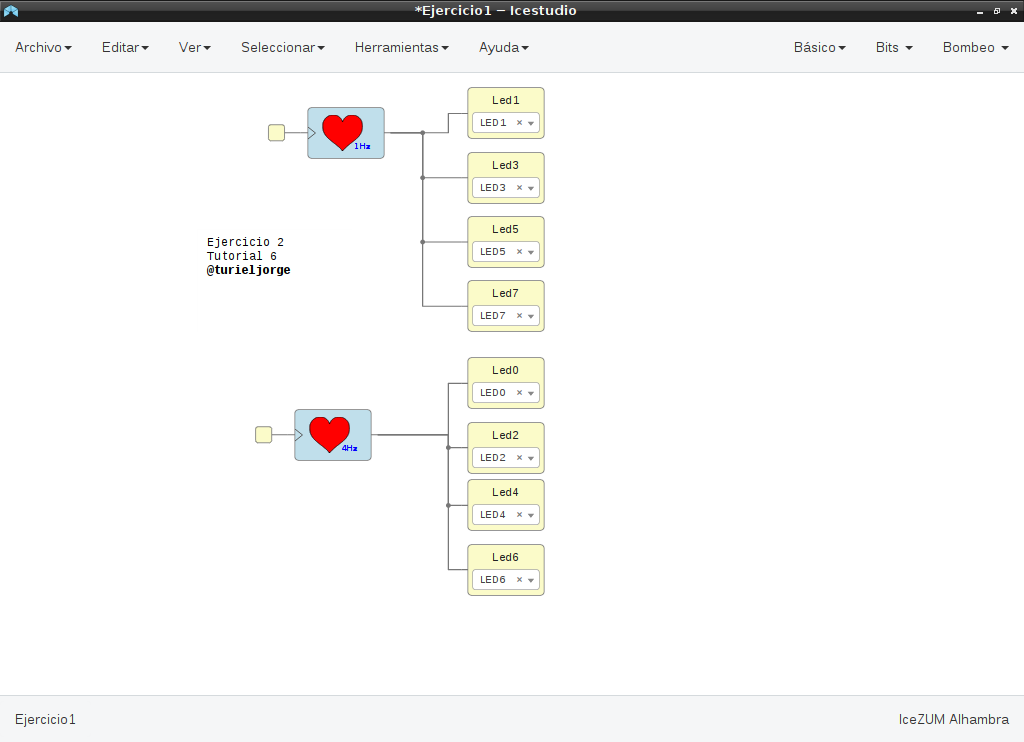 *Ejercicio1 – Icestudio
Archivo Editar Ver Seleccionar Herramientas Ayuda Básico Bits Bombeo
Led1
LED1
1Hz
Led3
LED3
Led5
LED5
Ejercicio 2
Tutorial 6
@turieljorge
Led7
LED7
Led0
LED0
4Hz
Led2
LED2
Led4
LED4
Led6
LED6
Ejercicio1 IceZUM Alhambra